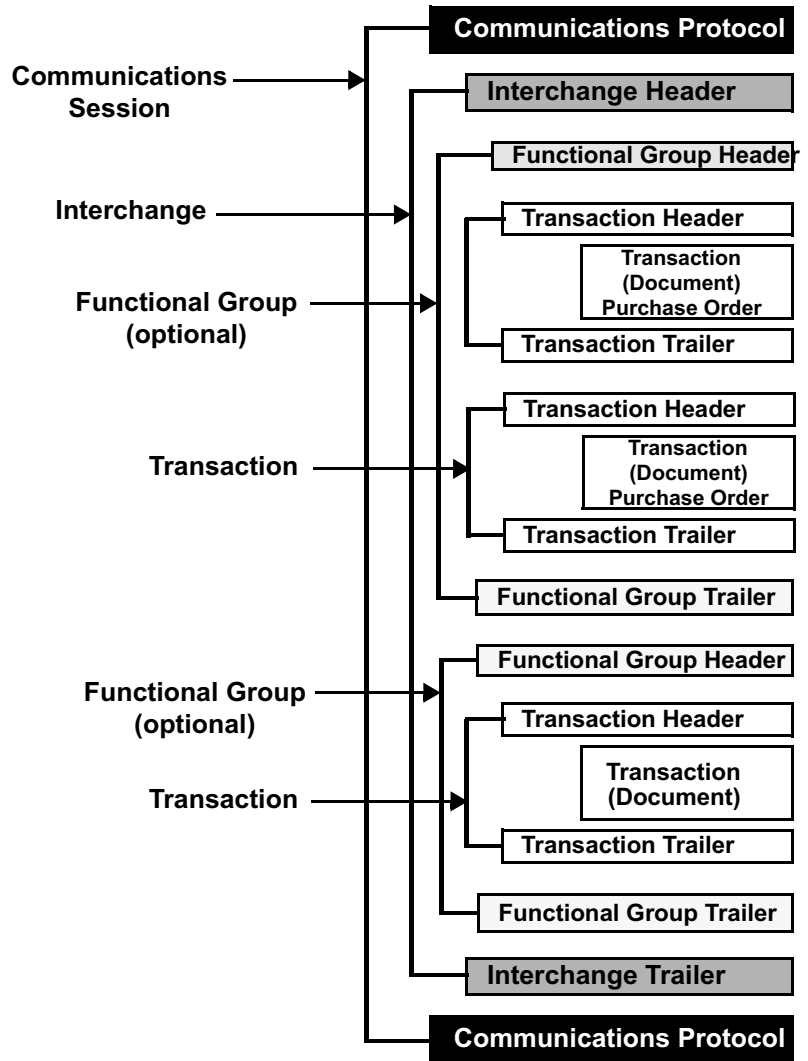 Communications Protocol
Communications
Session
Interchange Header
Functional Group Header
Interchange
Transaction Header
Transaction
(Document)
Purchase Order
Functional Group
(optional)
Transaction Trailer
Transaction Header
Transaction
Transaction
(Document)
Purchase Order
Transaction Trailer
Functional Group Trailer
Functional Group Header
Functional Group
(optional)
Transaction Header
Transaction
Transaction
(Document)
Transaction Trailer
Functional Group Trailer
Interchange Trailer
Communications Protocol